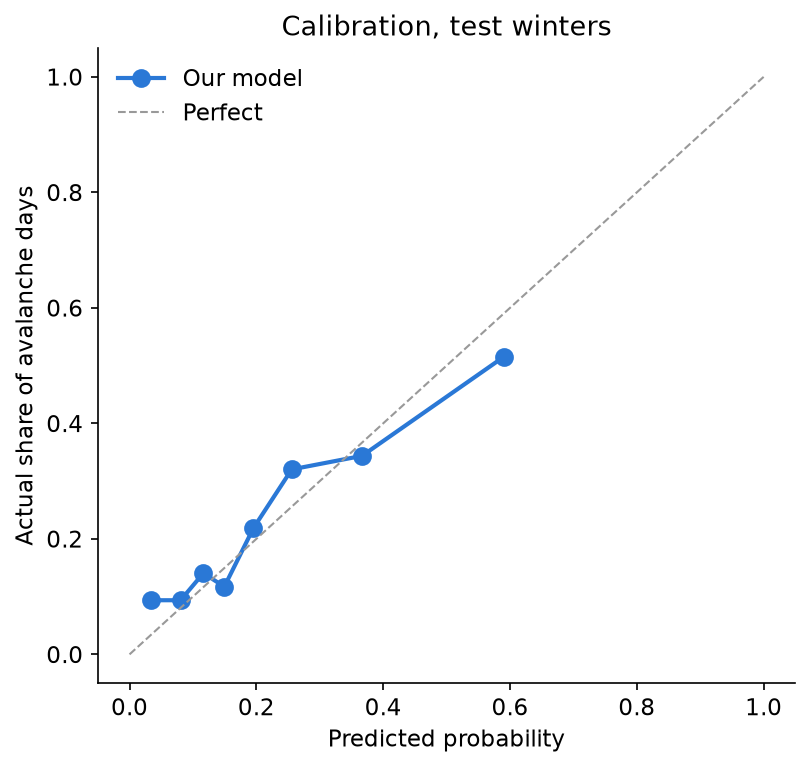 Calibration, test winters
Our model
Perfect
Actual share of avalanche days
1.0
0.8
0.6
0.4
0.2
0.0
0.0 0.2 0.4 0.6 0.8 1.0
Predicted probability